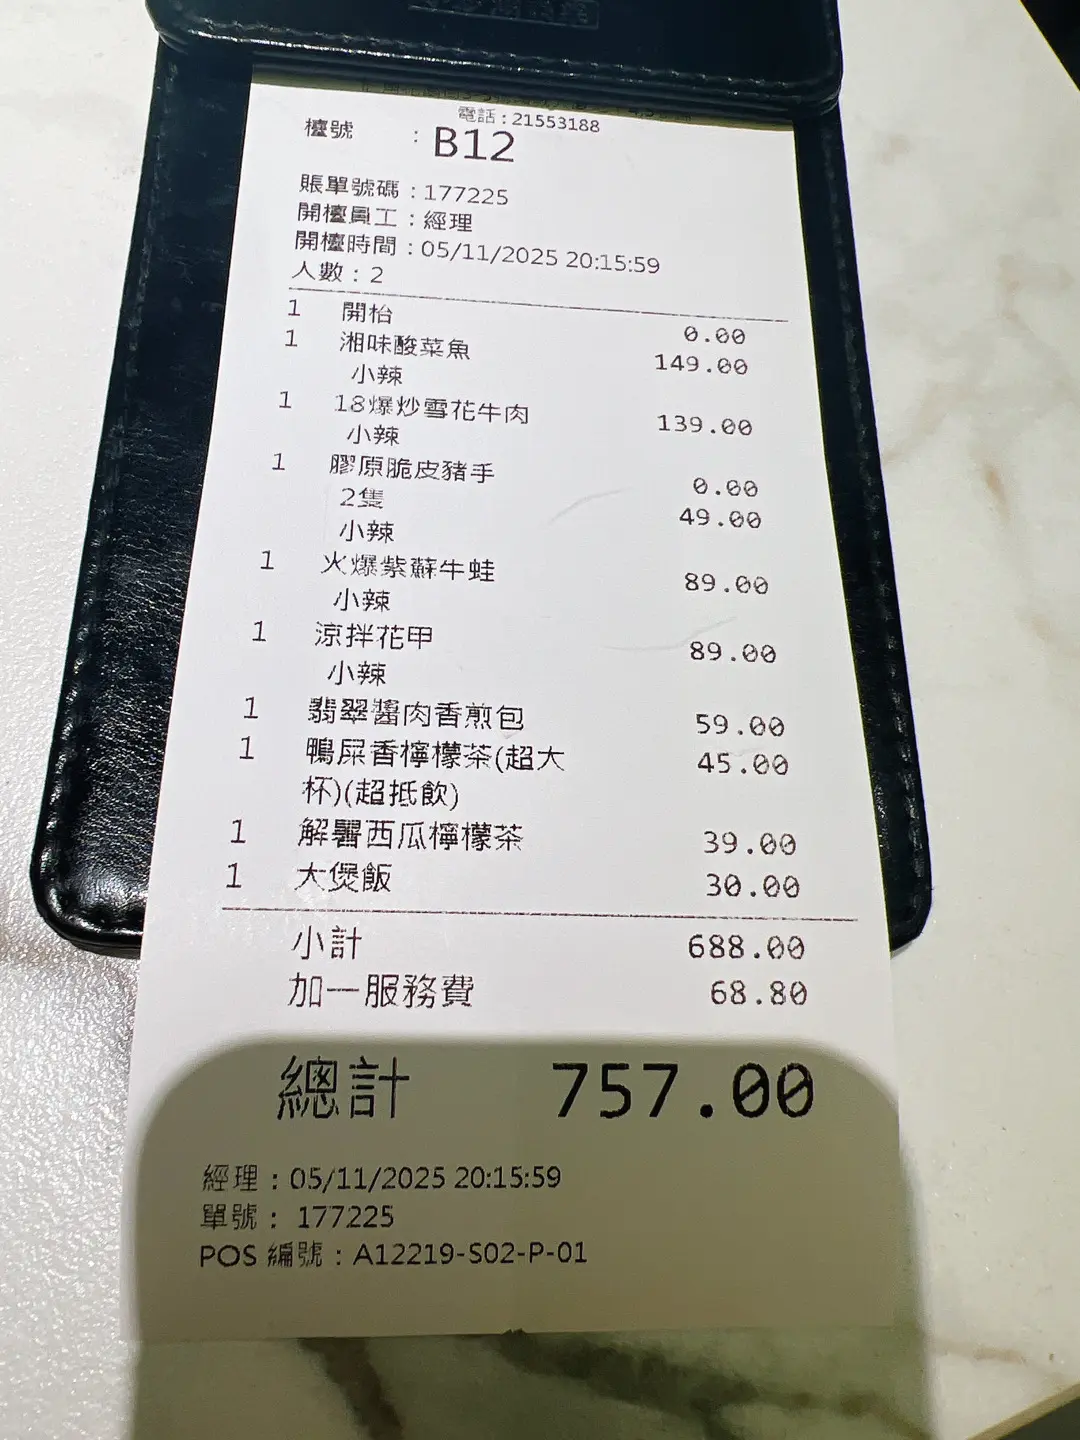 電話：21553188
檯號 : B12
賬單號碼：177225
開檯員工：經理
開檯時間：05/11/2025 20:15:59
人數：2
1 開枱 0.00
1 湘味酸菜魚 149.00
小辣
1 18爆炒雪花牛肉 139.00
小辣
1 膠原脆皮豬手 0.00
2隻 49.00
小辣
1 火爆紫蘇牛蛙 89.00
小辣
1 涼拌花甲 89.00
小辣
1 翡翠醬肉香煎包 59.00
1 鴨屎香檸檬茶(超大 45.00
杯)(超抵飲)
1 解暑西瓜檸檬茶 39.00
1 大煲飯 30.00
小計 688.00
加一服務費 68.80
總計 757.00
經理：05/11/2025 20:15:59
單號： 177225
POS 編號：A12219-S02-P-01